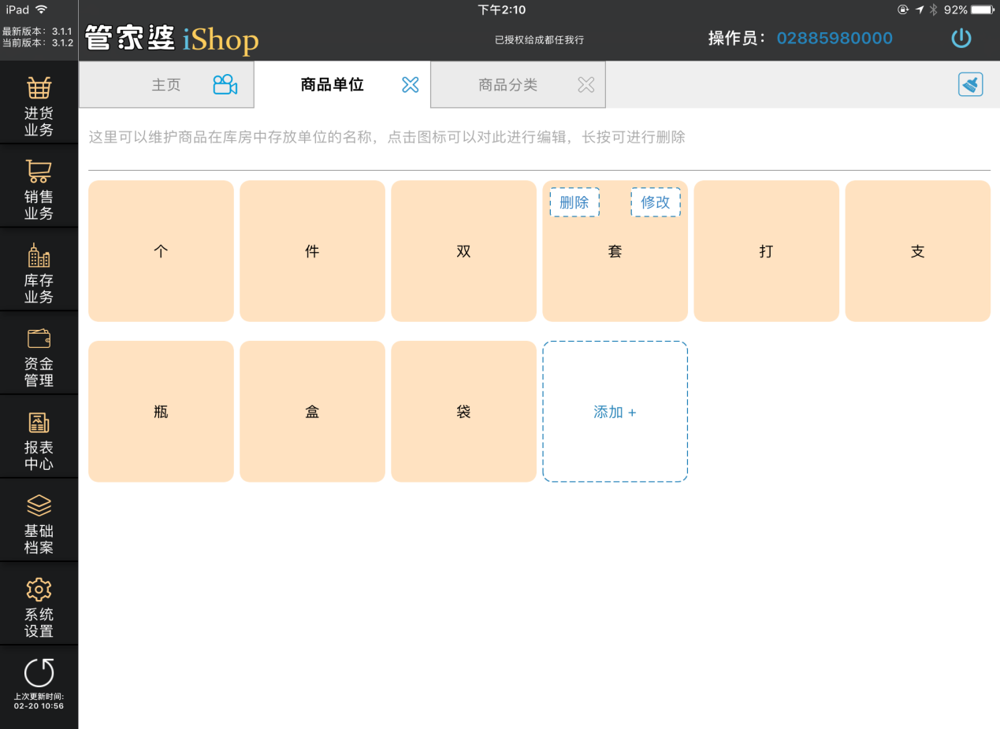 iPad
下午2:10
92%
最新版本：3.1.1
当前版本：3.1.2
管家婆 iShop
已授权给成都任我行
操作员：02885980000
主页
商品单位
商品分类
这里可以维护商品在库房中存放单位的名称，点击图标可以对此进行编辑，长按可进行删除
进货
业务
销售
业务
库存
业务
资金
管理
报表
中心
基础
档案
系统
设置
上次更新时间:
02-20 10:56
个
件
双
删除
修改
套
打
支
瓶
盒
袋
添加 +